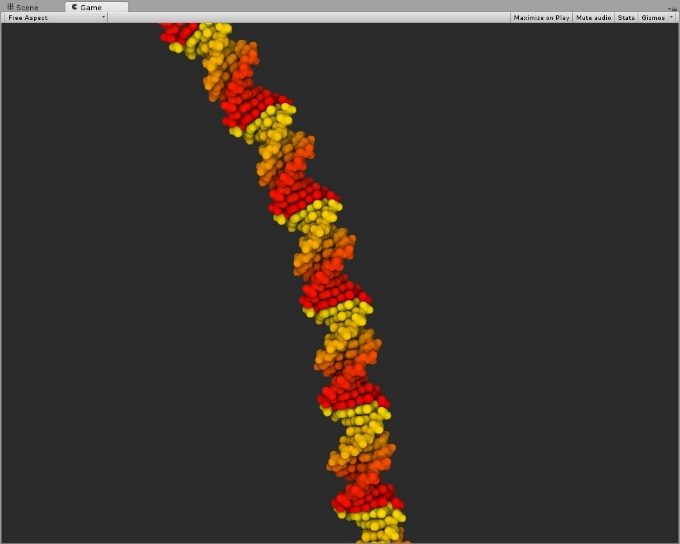 Scene
Game
Free Aspect
Maximize on Play
Mute audio
Stats
Gizmos